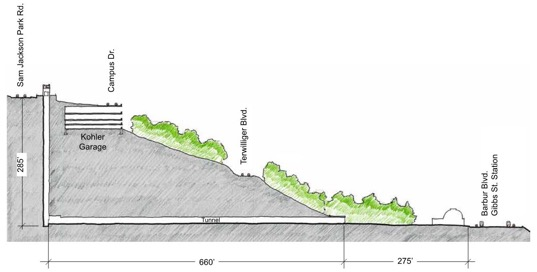 Sam Jackson Park Rd.
Campus Dr.
Kohler
Garage
Terwilliger Blvd.
Barbur Blvd.
Gibbs St. Station
285'
Tunnel
660'
275'